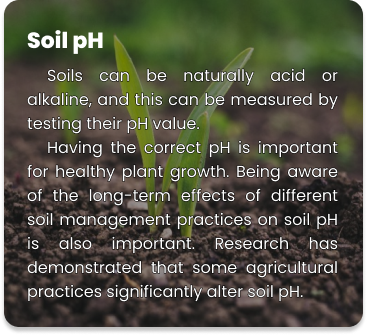 Soil pH
Soils can be naturally acid or
alkaline, and this can be measured by
testing their pH value.
Having the correct pH is important
for healthy plant growth. Being aware
of the long-term effects of different
soil management practices on soil pH
is also important. Research has
demonstrated that some agricultural
practices significantly alter soil pH.